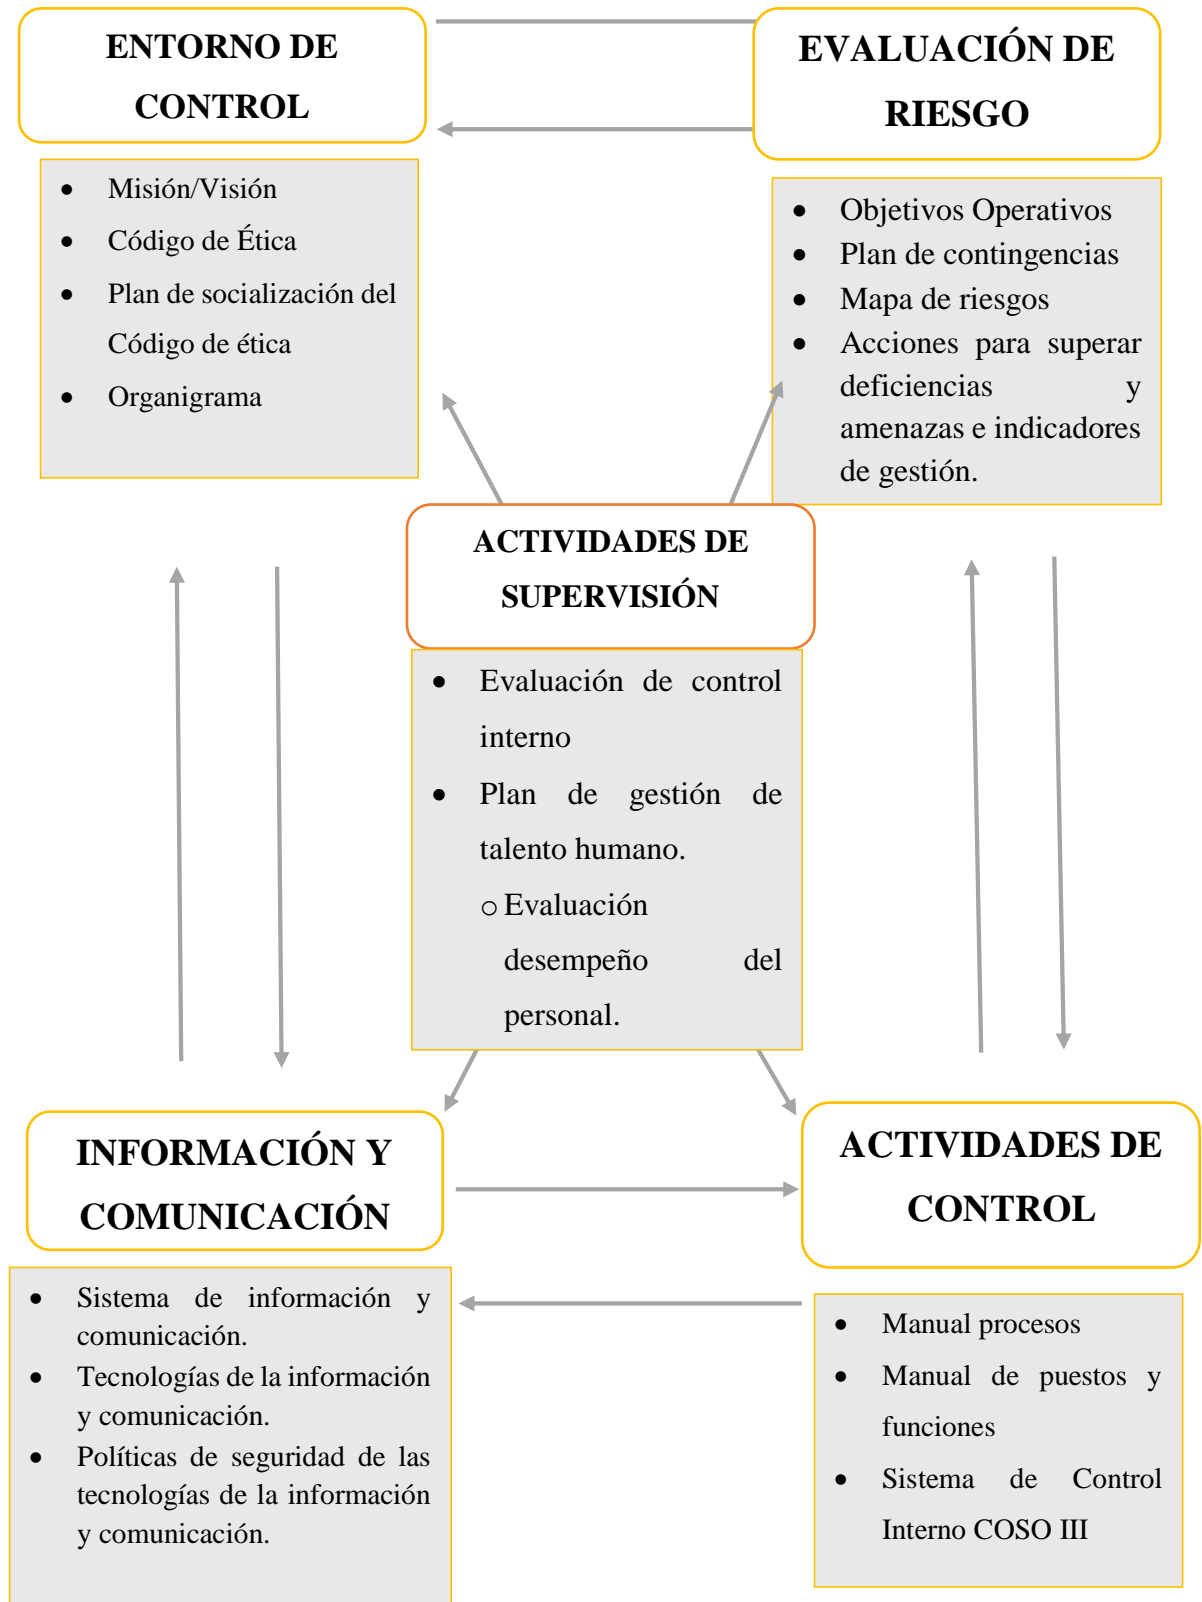 ENTORNO DE
CONTROL
• Misión/Visión
• Código de Ética
• Plan de socialización del
Código de ética
• Organigrama
EVALUACIÓN DE
RIESGO
• Objetivos Operativos
• Plan de contingencias
• Mapa de riesgos
• Acciones para superar
deficiencias y
amenazas e indicadores
de gestión.
ACTIVIDADES DE
SUPERVISIÓN
• Evaluación de control
interno
• Plan de gestión de
talento humano.
o Evaluación
desempeño del
personal.
INFORMACIÓN Y
COMUNICACIÓN
• Sistema de información y
comunicación.
• Tecnologías de la información
y comunicación.
• Políticas de seguridad de las
tecnologías de la información
y comunicación.
ACTIVIDADES DE
CONTROL
• Manual procesos
• Manual de puestos y
funciones
• Sistema de Control
Interno COSO III